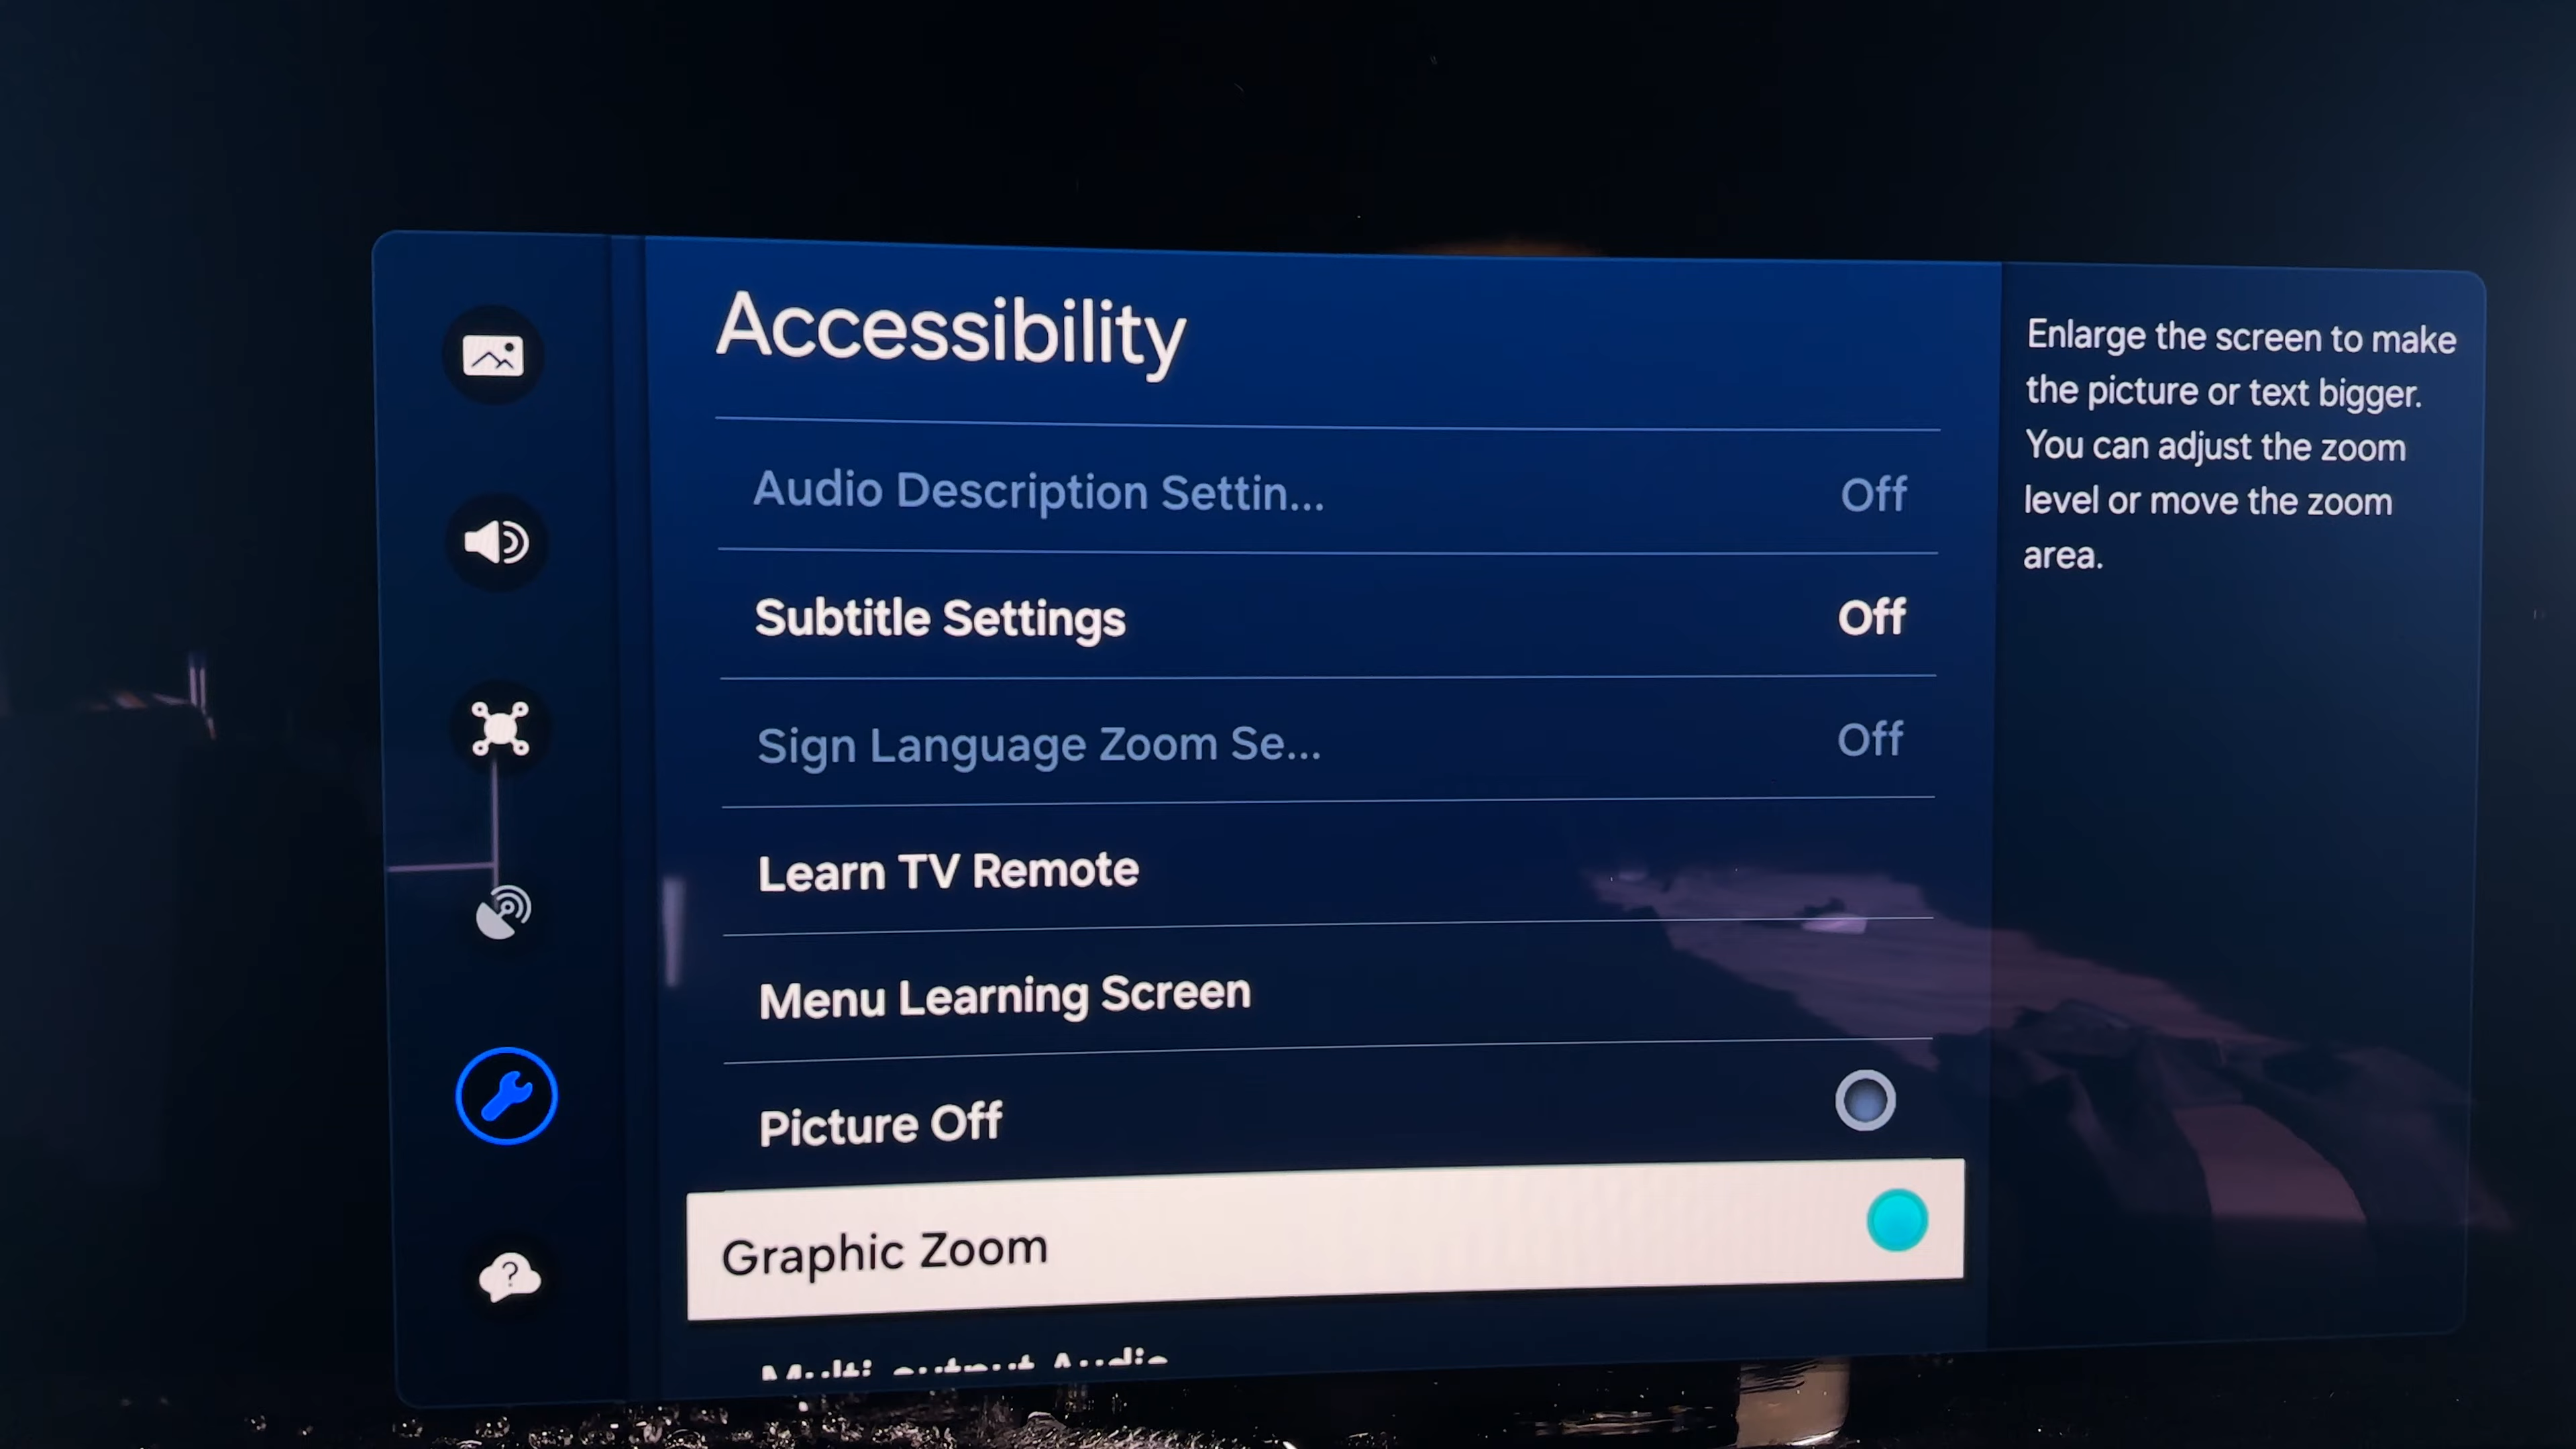 Accessibility
Audio Description Settin...
Off
Subtitle Settings
Off
Sign Language Zoom Se...
Off
Learn TV Remote
Menu Learning Screen
Picture Off
Graphic Zoom
Enlarge the screen to make
the picture or text bigger.
You can adjust the zoom
level or move the zoom
area.
?